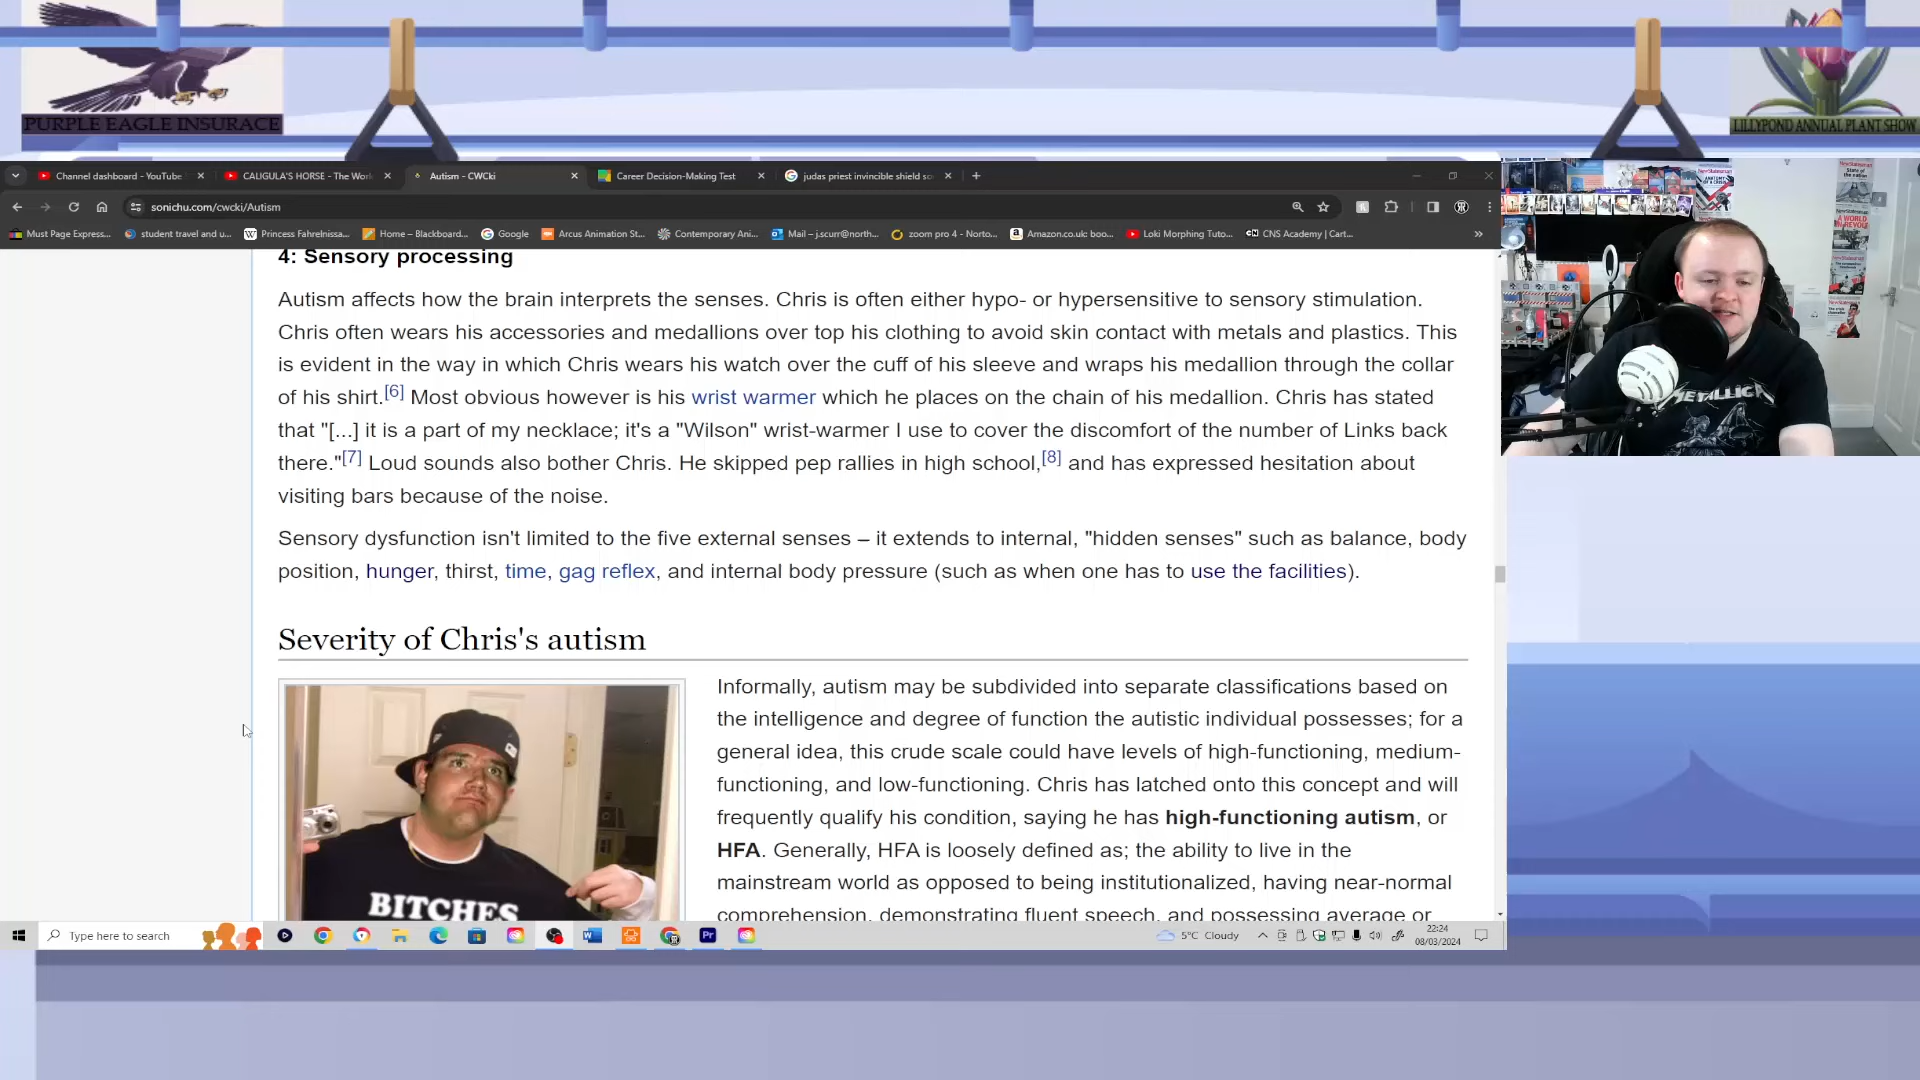 PURPLE EAGLE INSURACE
LILLYPOND ANNUAL PLANT SHOW
Channel dashboard - YouTube
CALIGULA'S HORSE - The Worl
Autism - CWCki
Career Decision-Making Test
judas priest invincible shield so
sonichu.com/cwcki/Autism
Must Page Express...
student travel and u...
Princess Fahrelnissa...
Home – Blackboard...
Google
Arcus Animation St...
Contemporary Ani...
Mail – j.scurr@north...
zoom pro 4 - Norto...
Amazon.co.uk: boo...
Loki Morphing Tuto...
CNS Academy | Cart...
4: Sensory processing
Autism affects how the brain interprets the senses. Chris is often either hypo- or hypersensitive to sensory stimulation.
Chris often wears his accessories and medallions over top his clothing to avoid skin contact with metals and plastics. This
is evident in the way in which Chris wears his watch over the cuff of his sleeve and wraps his medallion through the collar
of his shirt.[6] Most obvious however is his wrist warmer which he places on the chain of his medallion. Chris has stated
that "[...] it is a part of my necklace; it's a "Wilson" wrist-warmer I use to cover the discomfort of the number of Links back
there."[7] Loud sounds also bother Chris. He skipped pep rallies in high school,[8] and has expressed hesitation about
visiting bars because of the noise.
Sensory dysfunction isn't limited to the five external senses – it extends to internal, "hidden senses" such as balance, body
position, hunger, thirst, time, gag reflex, and internal body pressure (such as when one has to use the facilities).
Severity of Chris's autism
Informally, autism may be subdivided into separate classifications based on
the intelligence and degree of function the autistic individual possesses; for a
general idea, this crude scale could have levels of high-functioning, medium-
functioning, and low-functioning. Chris has latched onto this concept and will
frequently qualify his condition, saying he has high-functioning autism, or
HFA. Generally, HFA is loosely defined as; the ability to live in the
mainstream world as opposed to being institutionalized, having near-normal
comprehension, demonstrating fluent speech, and possessing average or
BITCHES
METALLICA
NewStatesman
State of the nation
A WORLD IN REVOLT
Type here to search
5°C Cloudy
22:24
08/03/2024